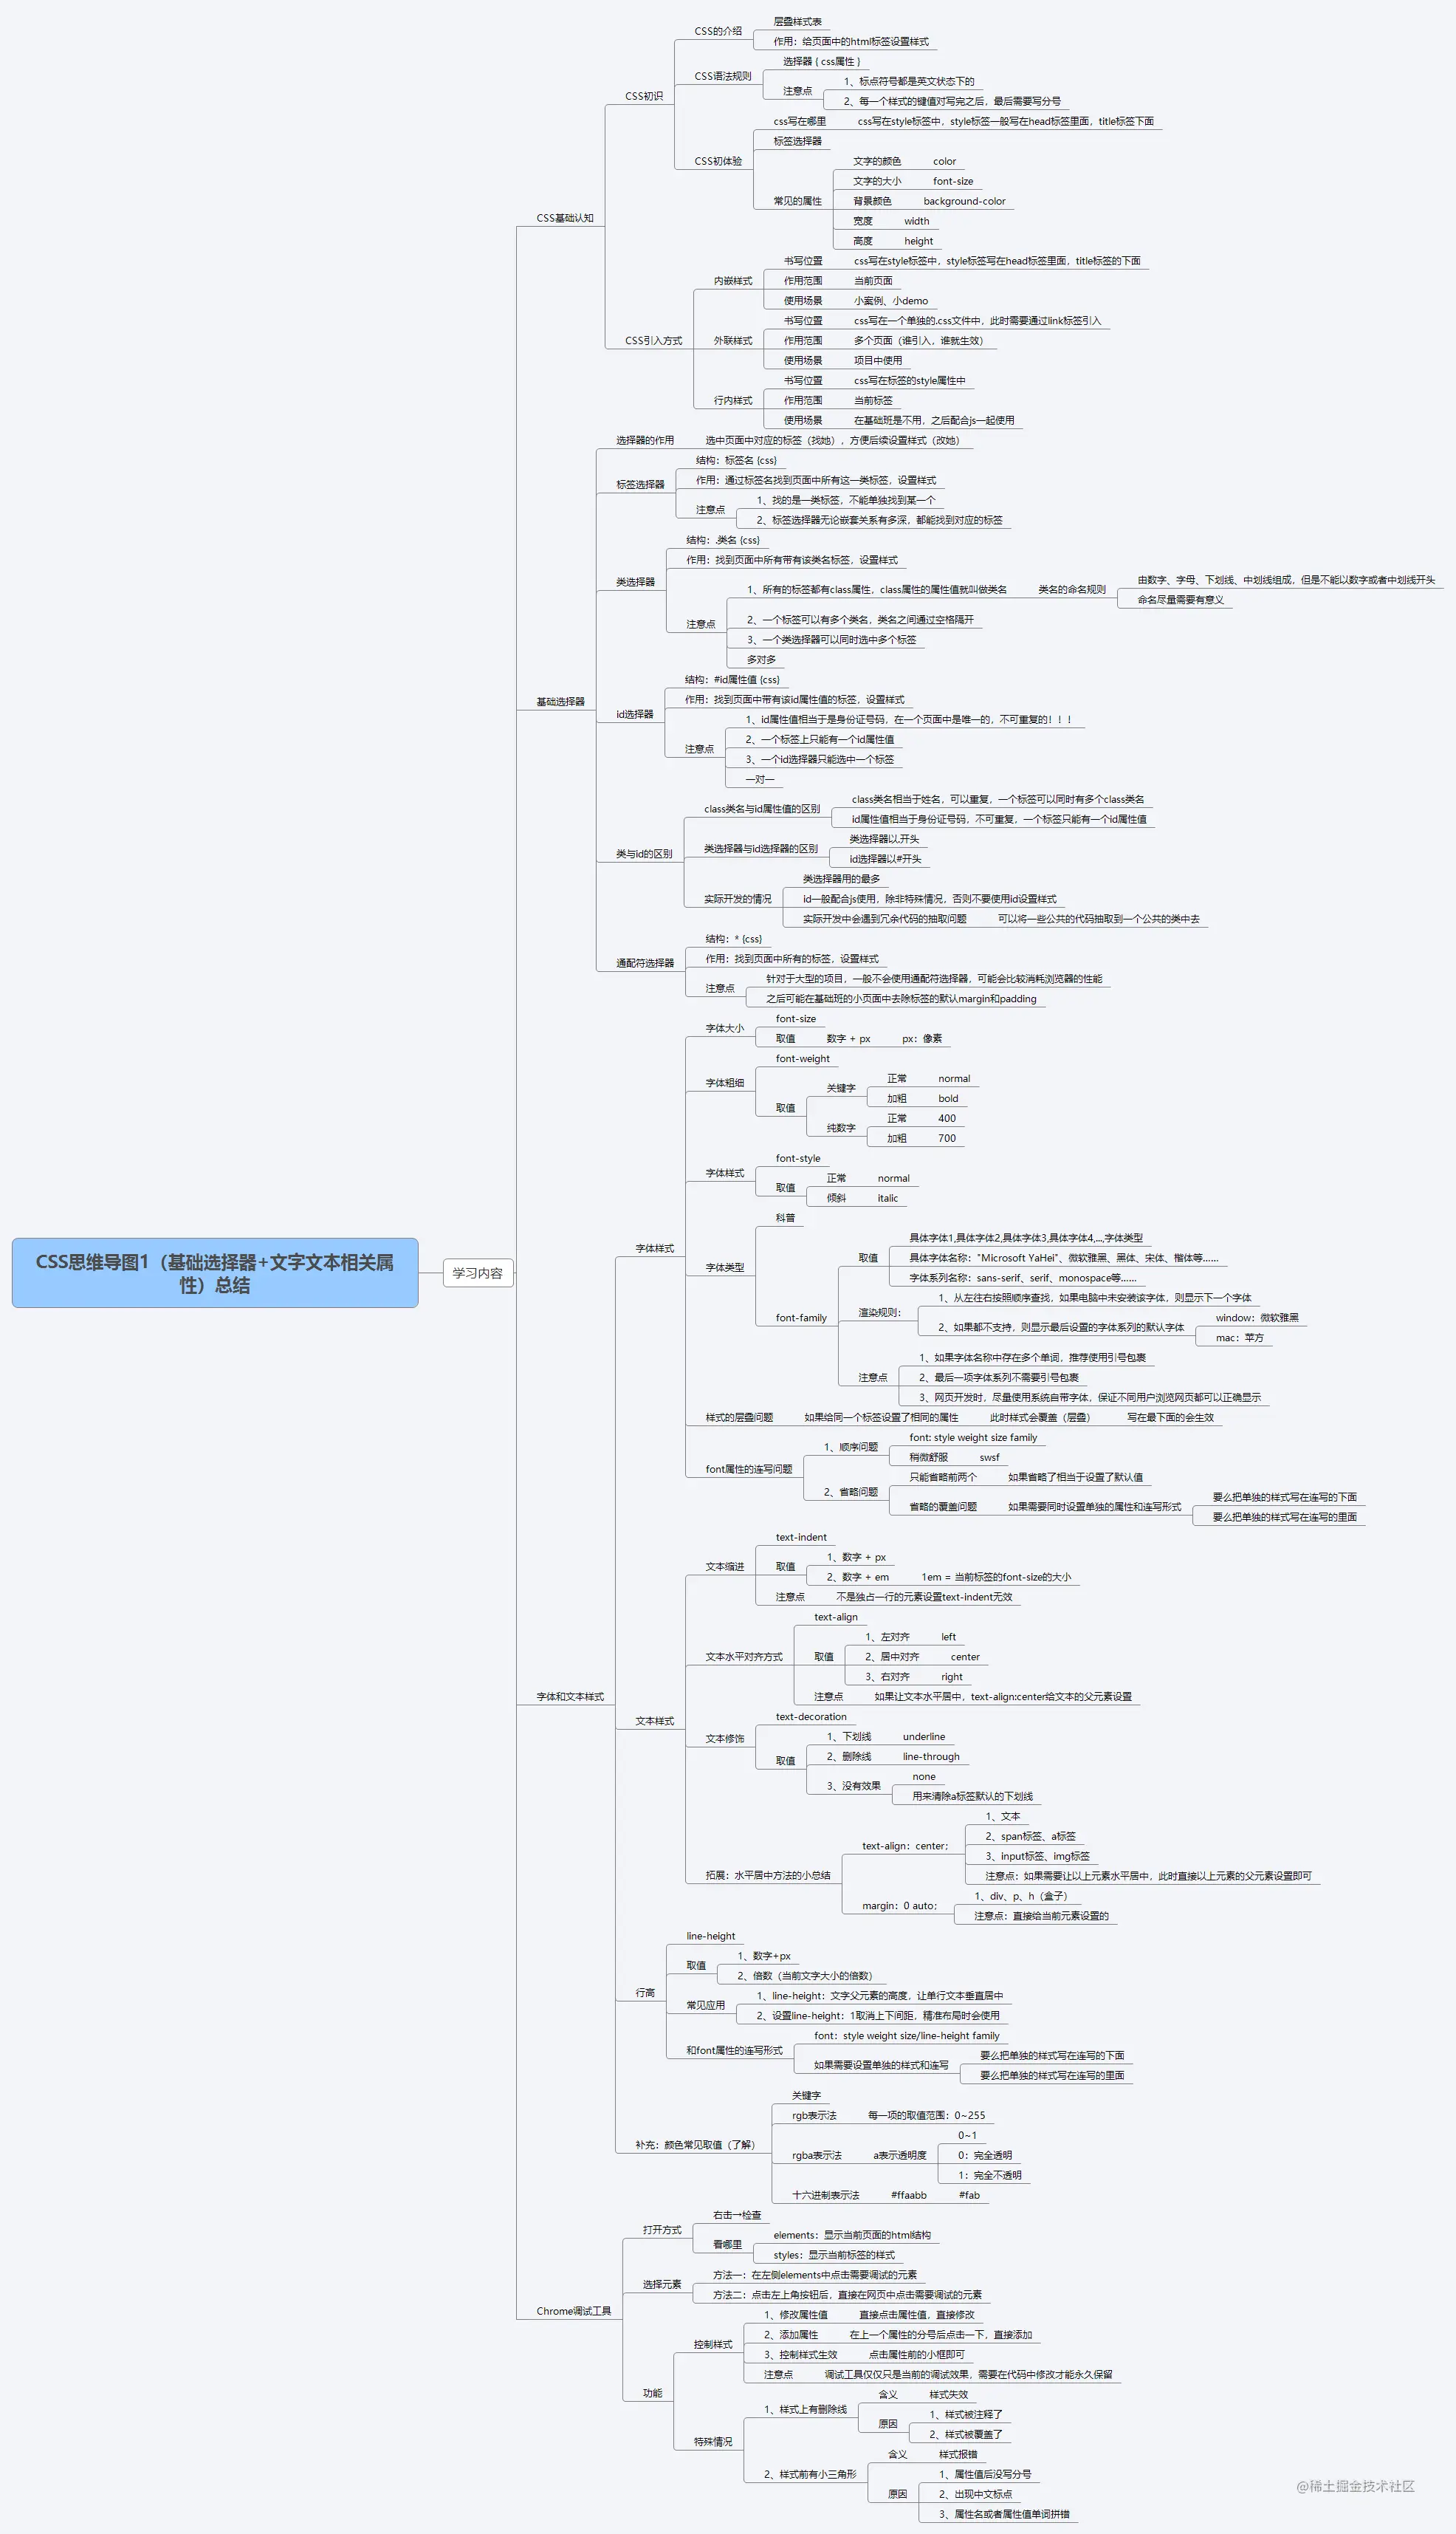 CSS思维导图1（基础选择器+文字文本相关属
性）总结
学习内容
CSS基础认知
CSS初识
CSS的介绍
层叠样式表
作用：给页面中的html标签设置样式
CSS语法规则
选择器 { css属性 }
注意点
1、标点符号都是英文状态下的
2、每一个样式的键值对写完之后，最后需要写分号
CSS初体验
css写在哪里
css写在style标签中，style标签一般写在head标签里面，title标签下面
标签选择器
常见的属性
文字的颜色
color
文字的大小
font-size
背景颜色
background-color
宽度
width
高度
height
CSS引入方式
内嵌样式
书写位置
css写在style标签中，style标签写在head标签里面，title标签的下面
作用范围
当前页面
使用场景
小案例、小demo
外联样式
书写位置
css写在一个单独的.css文件中，此时需要通过link标签引入
作用范围
多个页面（谁引入，谁就生效）
使用场景
项目中使用
行内样式
书写位置
css写在标签的style属性中
作用范围
当前标签
使用场景
在基础班是不用，之后配合js一起使用
基础选择器
选择器的作用
选中页面中对应的标签（找她），方便后续设置样式（改她）
标签选择器
结构：标签名 {css}
作用：通过标签名找到页面中所有这一类标签，设置样式
注意点
1、找的是一类标签，不能单独找到某一个
2、标签选择器无论嵌套关系有多深，都能找到对应的标签
类选择器
结构：.类名 {css}
作用：找到页面中所有带有该类名标签，设置样式
注意点
1、所有的标签都有class属性，class属性的属性值就叫做类名
类名的命名规则
由数字、字母、下划线、中划线组成，但是不能以数字或者中划线开头
命名尽量需要有意义
2、一个标签可以有多个类名，类名之间通过空格隔开
3、一个类选择器可以同时选中多个标签
多对多
id选择器
结构：#id属性值 {css}
作用：找到页面中带有该id属性值的标签，设置样式
注意点
1、id属性值相当于是身份证号码，在一个页面中是唯一的，不可重复的！！！
2、一个标签上只能有一个id属性值
3、一个id选择器只能选中一个标签
一对一
类与id的区别
class类名与id属性值的区别
class类名相当于姓名，可以重复，一个标签可以同时有多个class类名
id属性值相当于身份证号码，不可重复，一个标签只能有一个id属性值
类选择器与id选择器的区别
类选择器以.开头
id选择器以#开头
实际开发的情况
类选择器用的最多
id一般配合js使用，除非特殊情况，否则不要使用id设置样式
实际开发中会遇到冗余代码的抽取问题
可以将一些公共的代码抽取到一个公共的类中去
通配符选择器
结构：* {css}
作用：找到页面中所有的标签，设置样式
注意点
针对于大型的项目，一般不会使用通配符选择器，可能会比较消耗浏览器的性能
之后可能在基础班的小页面中去除标签的默认margin和padding
字体和文本样式
字体样式
字体大小
font-size
取值
数字 + px
px：像素
字体粗细
font-weight
取值
关键字
正常
normal
加粗
bold
纯数字
正常
400
加粗
700
字体样式
font-style
取值
正常
normal
倾斜
italic
字体类型
科普
font-family
取值
具体字体1,具体字体2,具体字体3,具体字体4,...,字体类型
具体字体名称："Microsoft YaHei"、微软雅黑、黑体、宋体、楷体等......
字体系列名称：sans-serif、serif、monospace等......
渲染规则：
1、从左往右按照顺序查找，如果电脑中未安装该字体，则显示下一个字体
2、如果都不支持，则显示最后设置的字体系列的默认字体
window：微软雅黑
mac：苹方
注意点
1、如果字体名称中存在多个单词，推荐使用引号包裹
2、最后一项字体系列不需要引号包裹
3、网页开发时，尽量使用系统自带字体，保证不同用户浏览网页都可以正确显示
样式的层叠问题
如果给同一个标签设置了相同的属性
此时样式会覆盖（层叠）
写在最下面的会生效
font属性的连写问题
1、顺序问题
font: style weight size family
稍微舒服
swsf
2、省略问题
只能省略前两个
如果省略了相当于设置了默认值
省略的覆盖问题
如果需要同时设置单独的属性和连写形式
要么把单独的样式写在连写的下面
要么把单独的样式写在连写的里面
文本样式
文本缩进
text-indent
取值
1、数字 + px
2、数字 + em
1em = 当前标签的font-size的大小
注意点
不是独占一行的元素设置text-indent无效
文本水平对齐方式
text-align
取值
1、左对齐
left
2、居中对齐
center
3、右对齐
right
注意点
如果让文本水平居中，text-align:center给文本的父元素设置
文本修饰
text-decoration
取值
1、下划线
underline
2、删除线
line-through
3、没有效果
none
用来清除a标签默认的下划线
拓展：水平居中方法的小总结
text-align：center；
1、文本
2、span标签、a标签
3、input标签、img标签
注意点：如果需要让以上元素水平居中，此时直接以上元素的父元素设置即可
margin：0 auto；
1、div、p、h（盒子）
注意点：直接给当前元素设置的
行高
line-height
取值
1、数字+px
2、倍数（当前文字大小的倍数）
常见应用
1、line-height：文字父元素的高度，让单行文本垂直居中
2、设置line-height：1取消上下间距，精准布局时会使用
和font属性的连写形式
font：style weight size/line-height family
如果需要设置单独的样式和连写
要么把单独的样式写在连写的下面
要么把单独的样式写在连写的里面
补充：颜色常见取值（了解）
关键字
rgb表示法
每一项的取值范围：0~255
rgba表示法
a表示透明度
0~1
0：完全透明
1：完全不透明
十六进制表示法
#ffaabb
#fab
Chrome调试工具
打开方式
右击→检查
看哪里
elements：显示当前页面的html结构
styles：显示当前标签的样式
选择元素
方法一：在左侧elements中点击需要调试的元素
方法二：点击左上角按钮后，直接在网页中点击需要调试的元素
功能
控制样式
1、修改属性值
直接点击属性值，直接修改
2、添加属性
在上一个属性的分号后点击一下，直接添加
3、控制样式生效
点击属性前的小框即可
注意点
调试工具仅仅只是当前的调试效果，需要在代码中修改才能永久保留
特殊情况
1、样式上有删除线
含义
样式失效
原因
1、样式被注释了
2、样式被覆盖了
2、样式前有小三角形
含义
样式报错
原因
1、属性值后没写分号
2、出现中文标点
3、属性名或者属性值单词拼错
@稀土掘金技术社区